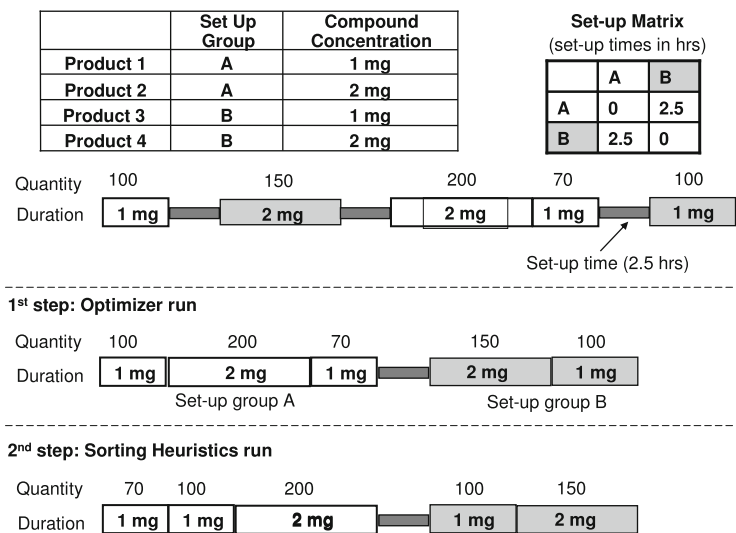 Set Up Group Compound Concentration
Product 1 A 1 mg
Product 2 A 2 mg
Product 3 B 1 mg
Product 4 B 2 mg
Set-up Matrix
(set-up times in hrs)
A B
A 0 2.5
B 2.5 0
Quantity 100 150 200 70 100
Duration 1 mg 2 mg 2 mg 1 mg 1 mg
Set-up time (2.5 hrs)
1st step: Optimizer run
Quantity 100 200 70 150 100
Duration 1 mg 2 mg 1 mg 2 mg 1 mg
Set-up group A Set-up group B
2nd step: Sorting Heuristics run
Quantity 70 100 200 100 150
Duration 1 mg 1 mg 2 mg 1 mg 2 mg